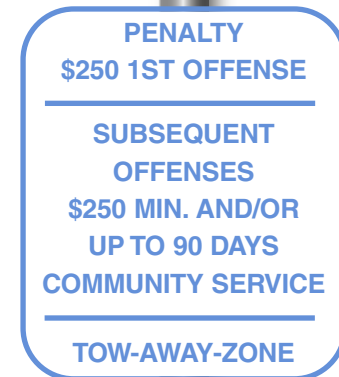 PENALTY
$250 1ST OFFENSE
SUBSEQUENT
OFFENSES
$250 MIN. AND/OR
UP TO 90 DAYS
COMMUNITY SERVICE
TOW-AWAY-ZONE